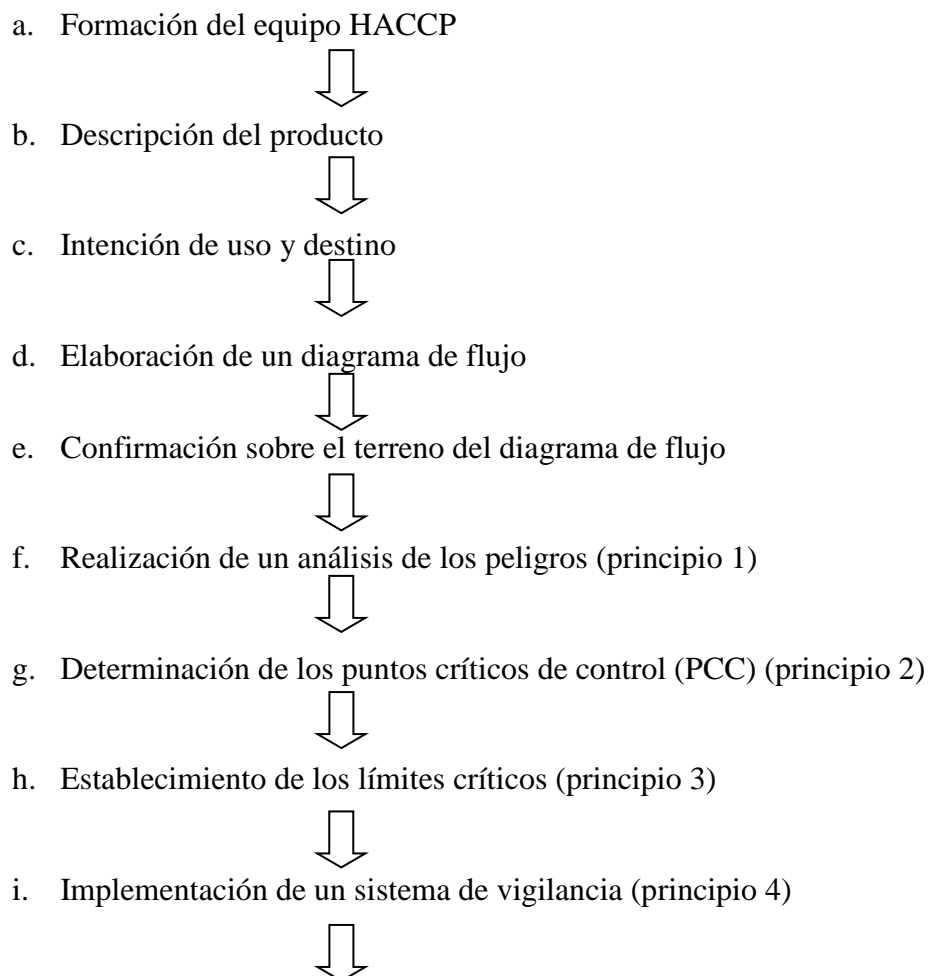 a. Formación del equipo HACCP
b. Descripción del producto
c. Intención de uso y destino
d. Elaboración de un diagrama de flujo
e. Confirmación sobre el terreno del diagrama de flujo
f. Realización de un análisis de los peligros (principio 1)
g. Determinación de los puntos críticos de control (PCC) (principio 2)
h. Establecimiento de los límites críticos (principio 3)
i. Implementación de un sistema de vigilancia (principio 4)